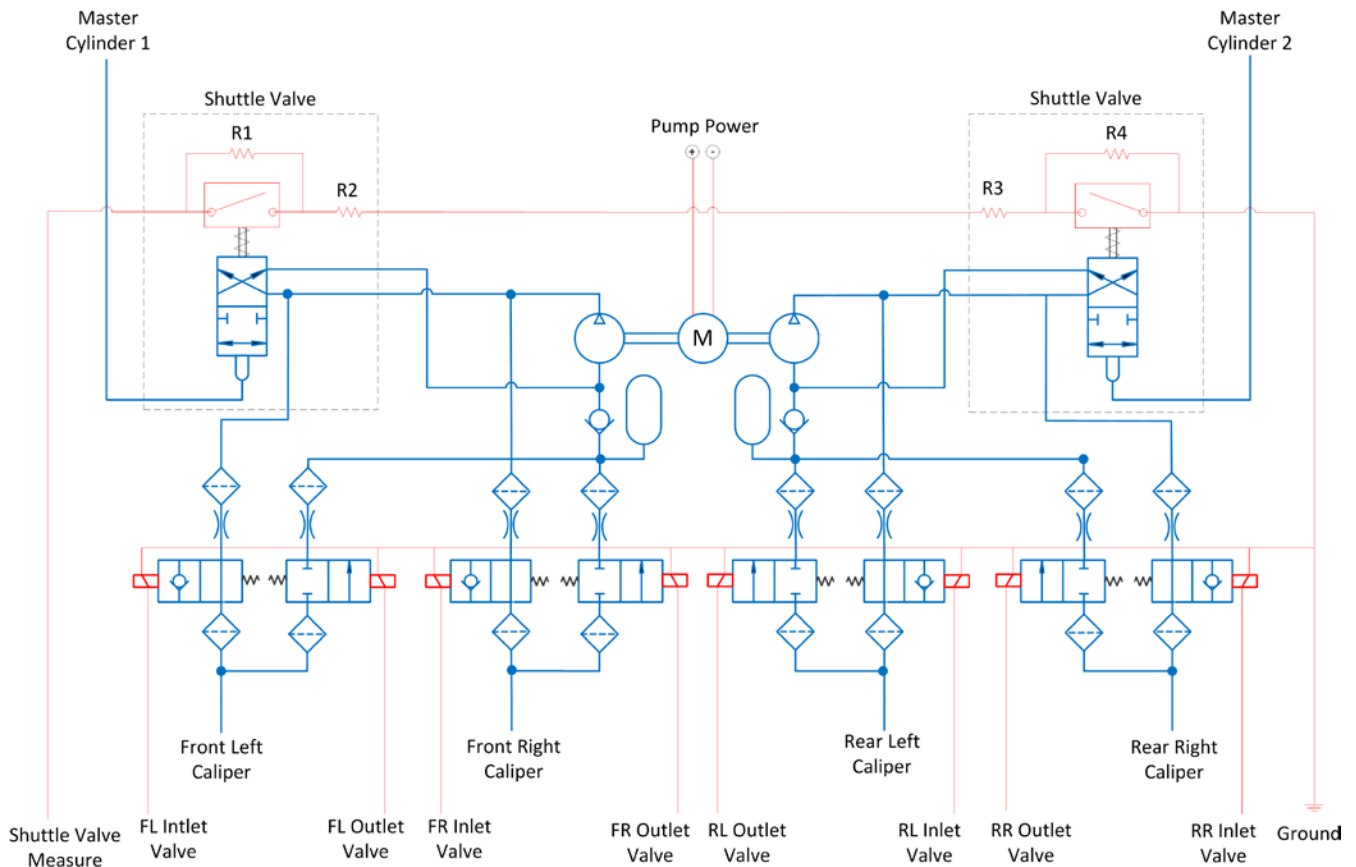 Master
Cylinder 1
Master
Cylinder 2
Shuttle Valve
Shuttle Valve
R1
Pump Power
R4
+
-
R2
R3
M
Front Left
Caliper
Front Right
Caliper
Rear Left
Caliper
Rear Right
Caliper
Shuttle Valve
Measure
FL Intlet
Valve
FL Outlet
Valve
FR Inlet
Valve
FR Outlet
Valve
RL Outlet
Valve
RL Inlet
Valve
RR Outlet
Valve
RR Inlet
Valve
Ground